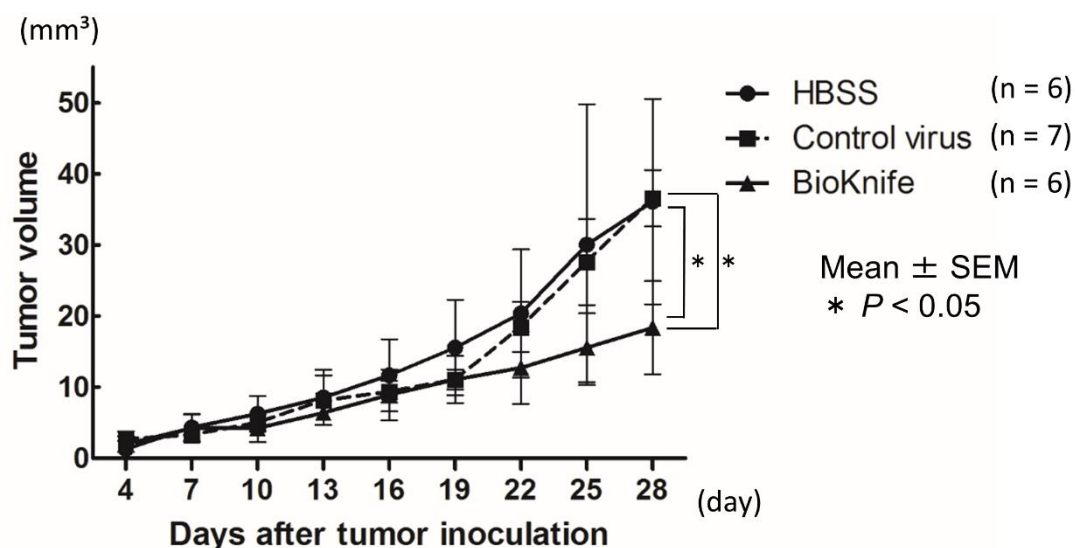 (mm³)
50
40
30
20
10
0
Tumor volume
4 7 10 13 16 19 22 25 28
(day)
Days after tumor inoculation
HBSS (n = 6)
Control virus (n = 7)
BioKnife (n = 6)
* *
Mean ± SEM
* P < 0.05